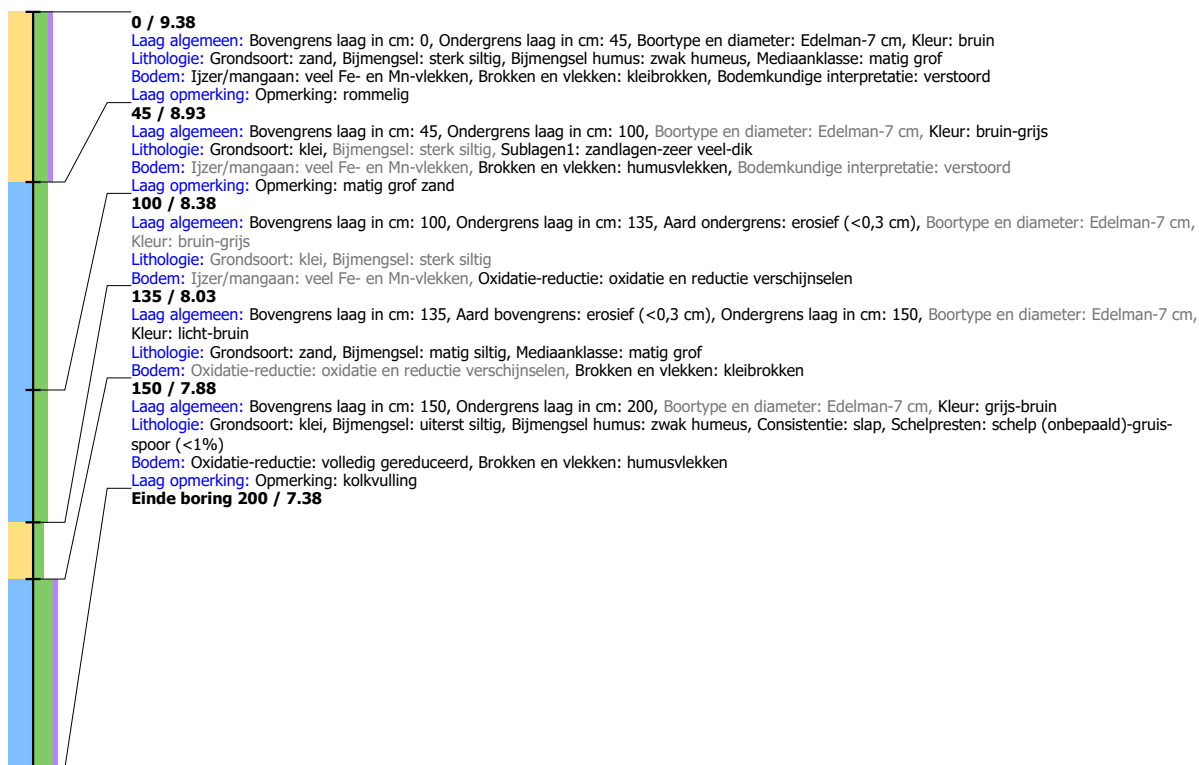 0 / 9.38
Laag algemeen: Bovengrens laag in cm: 0, Ondergrens laag in cm: 45, Boortype en diameter: Edelman-7 cm, Kleur: bruin
Lithologie: Grondsoort: zand, Bijmengsel: sterk siltig, Bijmengsel humus: zwak humeus, Mediaanklasse: matig grof
Bodem: Ijzer/mangaan: veel Fe- en Mn-vlekken, Brokken en vlekken: kleibrokken, Bodemkundige interpretatie: verstoord
Laag opmerking: Opmerking: rommelig
45 / 8.93
Laag algemeen: Bovengrens laag in cm: 45, Ondergrens laag in cm: 100, Boortype en diameter: Edelman-7 cm, Kleur: bruin-grijs
Lithologie: Grondsoort: klei, Bijmengsel: sterk siltig, Sublagen1: zandlagen-zeer veel-dik
Bodem: Ijzer/mangaan: veel Fe- en Mn-vlekken, Brokken en vlekken: humusvlekken, Bodemkundige interpretatie: verstoord
Laag opmerking: Opmerking: matig grof zand
100 / 8.38
Laag algemeen: Bovengrens laag in cm: 100, Ondergrens laag in cm: 135, Aard ondergrens: erosief (<0,3 cm), Boortype en diameter: Edelman-7 cm,
Kleur: bruin-grijs
Lithologie: Grondsoort: klei, Bijmengsel: sterk siltig
Bodem: Ijzer/mangaan: veel Fe- en Mn-vlekken, Oxidatie-reductie: oxidatie en reductie verschijnselen
135 / 8.03
Laag algemeen: Bovengrens laag in cm: 135, Aard bovengrens: erosief (<0,3 cm), Ondergrens laag in cm: 150, Boortype en diameter: Edelman-7 cm,
Kleur: licht-bruin
Lithologie: Grondsoort: zand, Bijmengsel: matig siltig, Mediaanklasse: matig grof
Bodem: Oxidatie-reductie: oxidatie en reductie verschijnselen, Brokken en vlekken: kleibrokken
150 / 7.88
Laag algemeen: Bovengrens laag in cm: 150, Ondergrens laag in cm: 200, Boortype en diameter: Edelman-7 cm, Kleur: grijs-bruin
Lithologie: Grondsoort: klei, Bijmengsel: uiterst siltig, Bijmengsel humus: zwak humeus, Consistentie: slap, Schelpresten: schelp (onbepaald)-gruis-
spoor (<1%)
Bodem: Oxidatie-reductie: volledig gereduceerd, Brokken en vlekken: humusvlekken
Laag opmerking: Opmerking: kolkvulling
Einde boring 200 / 7.38